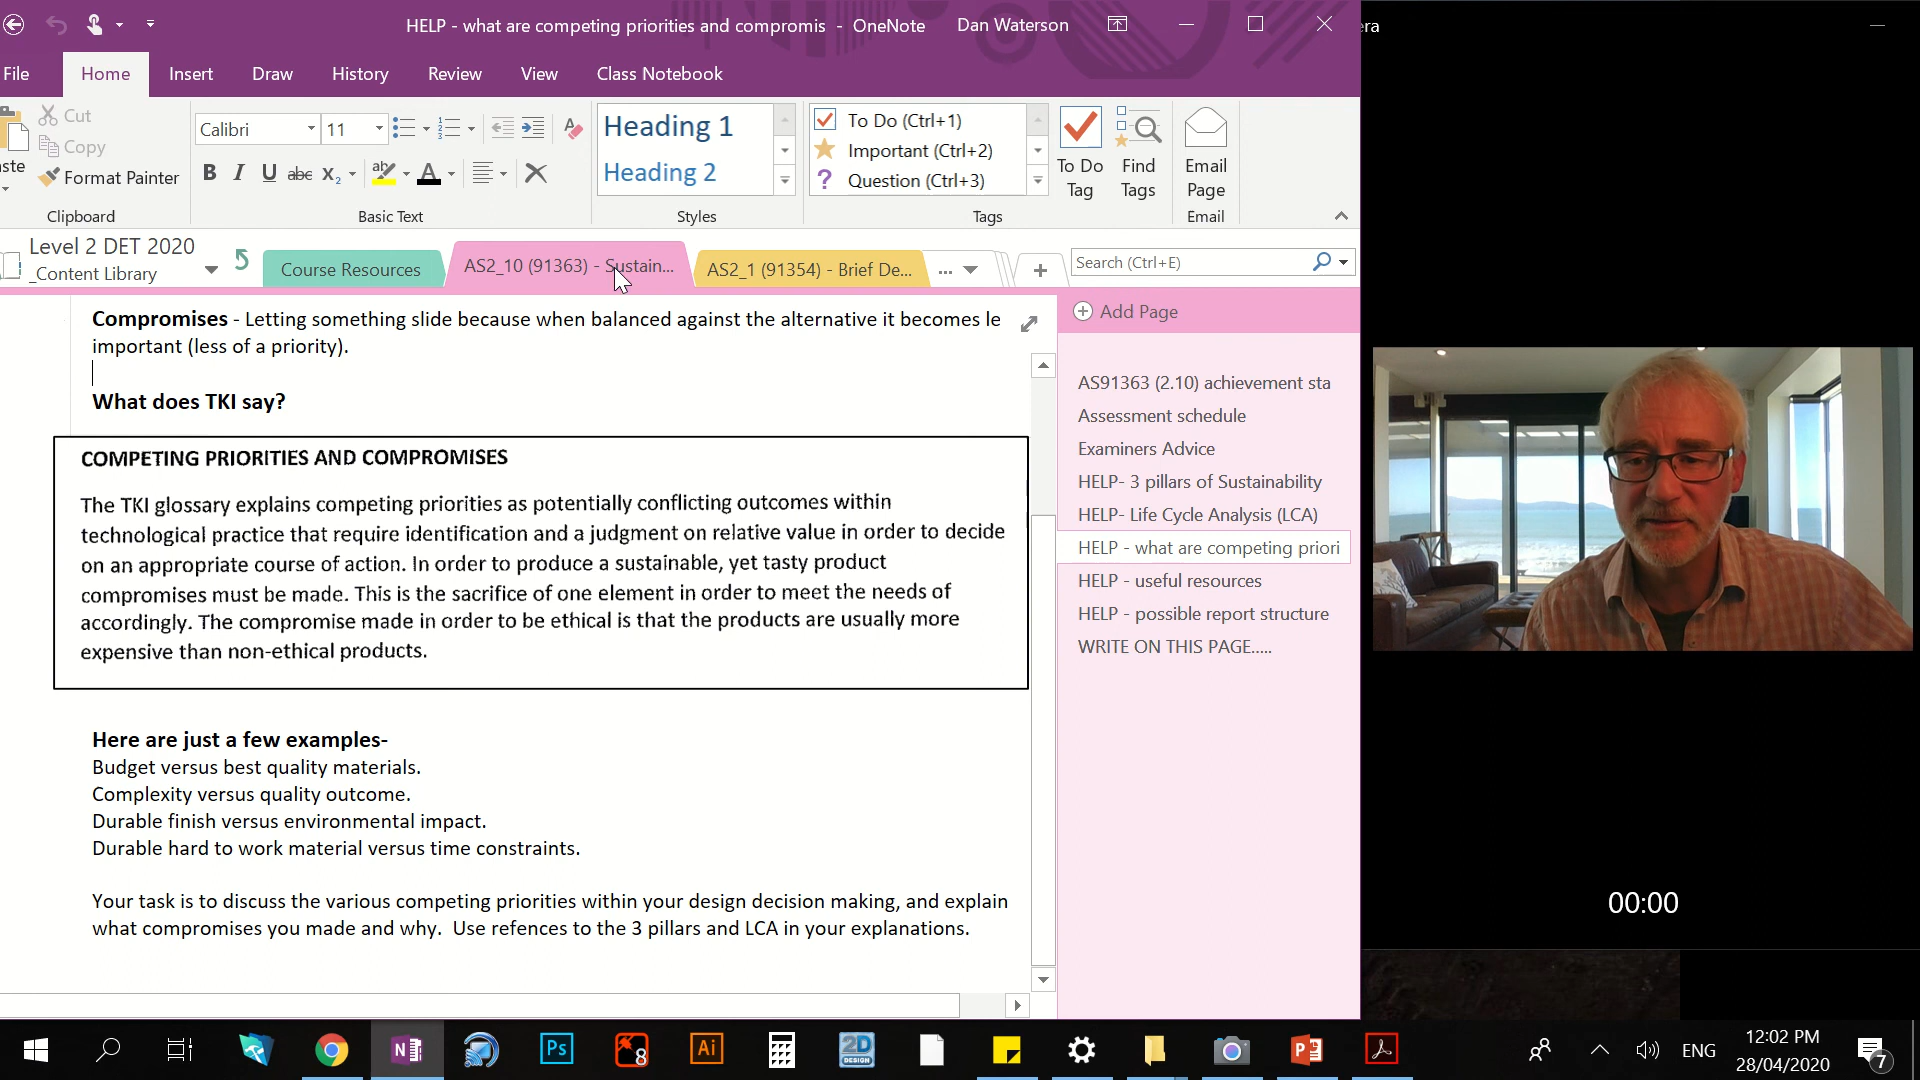 HELP - what are competing priorities and compromis - OneNote
Dan Waterson
era
File
Home
Insert
Draw
History
Review
View
Class Notebook
Cut
Copy
Format Painter
Clipboard
Calibri
11
B I U abc X₂
ab
A
Basic Text
Heading 1
Heading 2
Styles
To Do (Ctrl+1)
Important (Ctrl+2)
Question (Ctrl+3)
Tags
To Do
Tag
Find
Tags
Email
Page
Email
Level 2 DET 2020
_Content Library
Course Resources
AS2_10 (91363) - Sustain...
AS2_1 (91354) - Brief De...
...
Search (Ctrl+E)
Compromises - Letting something slide because when balanced against the alternative it becomes le
important (less of a priority).
What does TKI say?
COMPETING PRIORITIES AND COMPROMISES
The TKI glossary explains competing priorities as potentially conflicting outcomes within
technological practice that require identification and a judgment on relative value in order to decide
on an appropriate course of action. In order to produce a sustainable, yet tasty product
compromises must be made. This is the sacrifice of one element in order to meet the needs of
accordingly. The compromise made in order to be ethical is that the products are usually more
expensive than non-ethical products.
Here are just a few examples-
Budget versus best quality materials.
Complexity versus quality outcome.
Durable finish versus environmental impact.
Durable hard to work material versus time constraints.
Your task is to discuss the various competing priorities within your design decision making, and explain
what compromises you made and why.  Use refences to the 3 pillars and LCA in your explanations.
Add Page
AS91363 (2.10) achievement sta
Assessment schedule
Examiners Advice
HELP- 3 pillars of Sustainability
HELP- Life Cycle Analysis (LCA)
HELP - what are competing priori
HELP - useful resources
HELP - possible report structure
WRITE ON THIS PAGE.....
00:00
N
Ps
8
Ai
2D
DESIGN
P
ENG
12:02 PM
28/04/2020
7